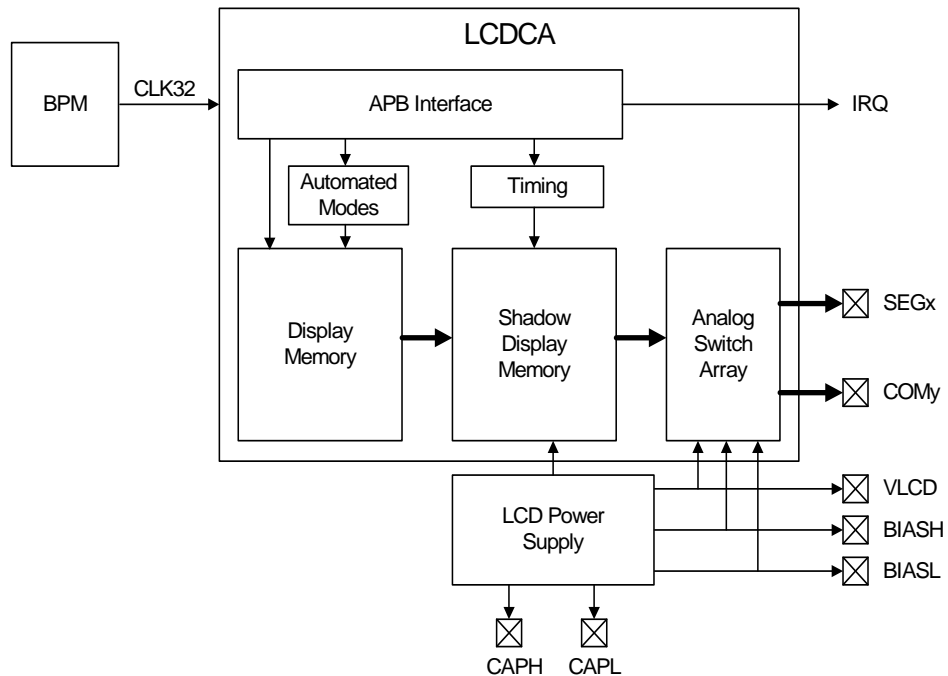 LCDCA
BPM
CLK32
APB Interface
IRQ
Automated
Modes
Timing
Display
Memory
Shadow
Display
Memory
Analog
Switch
Array
SEGx
COMy
LCD Power
Supply
VLCD
BIASH
BIASL
CAPH
CAPL